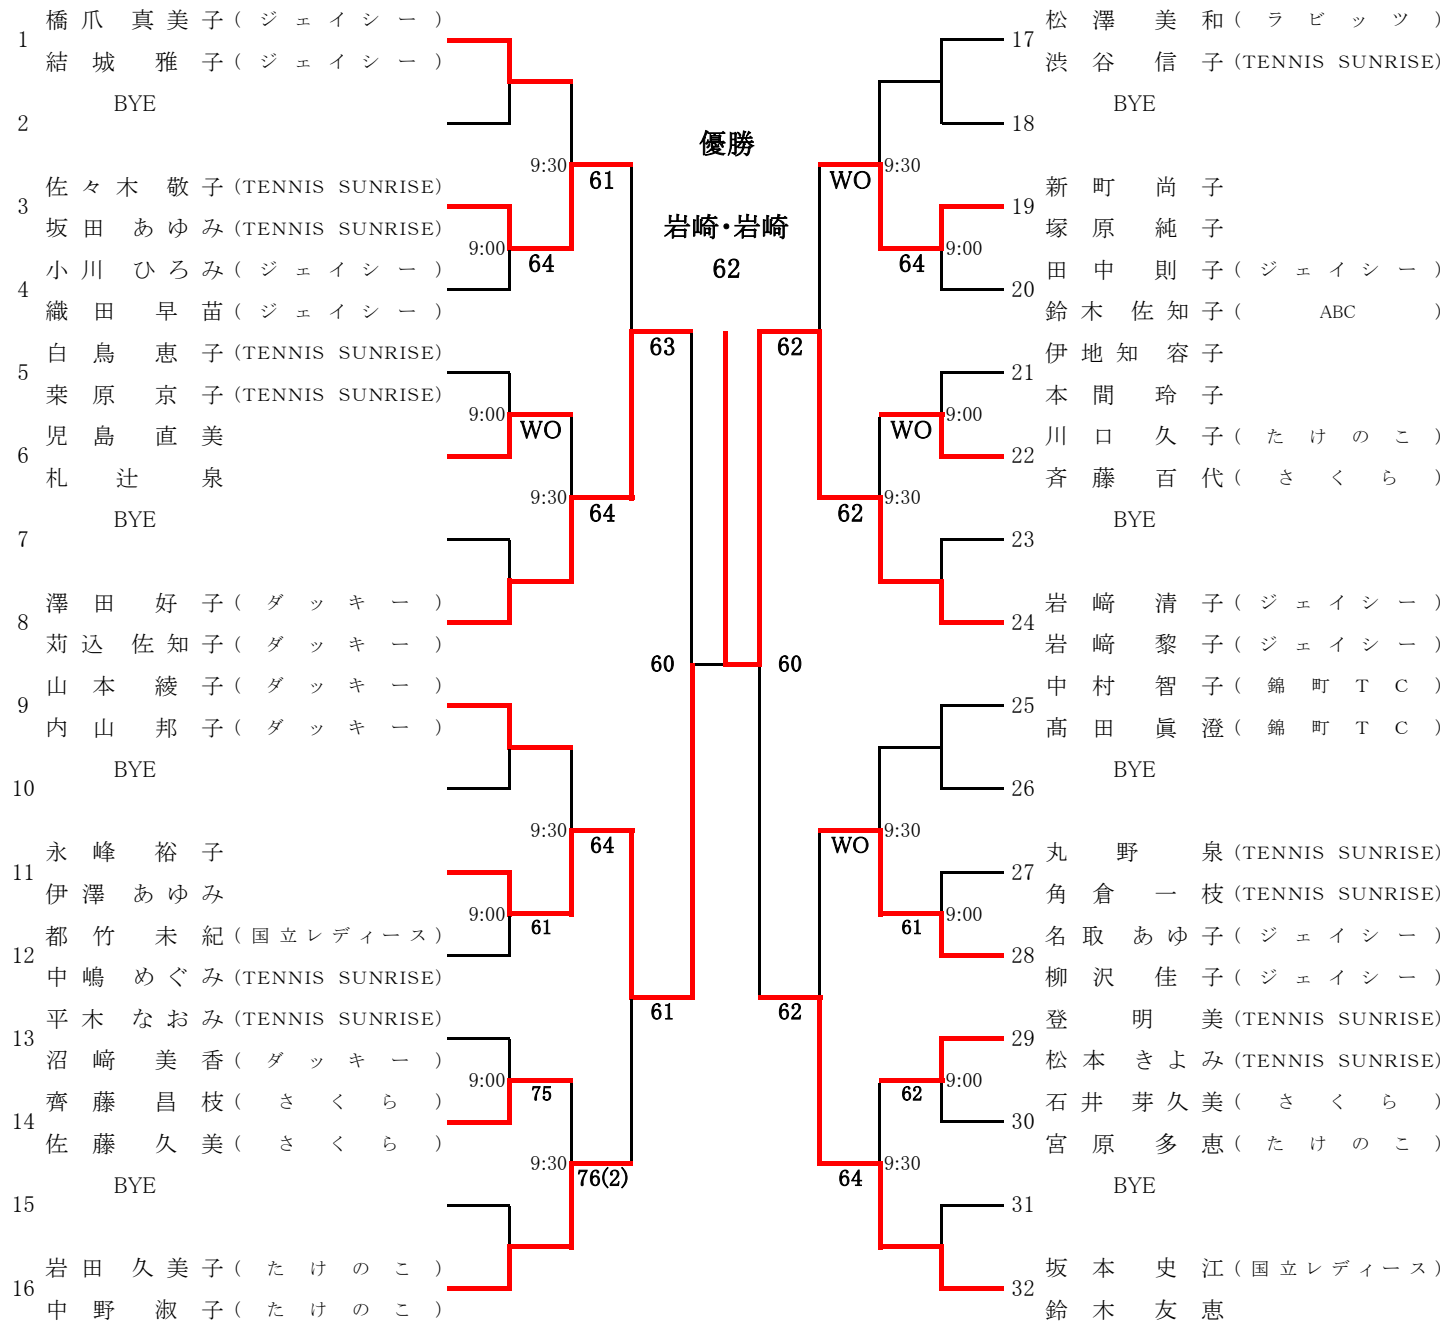 1 橋爪 真美子(ジェイシー)
結城 雅子(ジェイシー)
2 BYE
3 佐々木 敬子(TENNIS SUNRISE)
坂田 あゆみ(TENNIS SUNRISE)
4 小川 ひろみ(ジェイシー)
織田 早苗(ジェイシー)
5 白鳥 恵子(TENNIS SUNRISE)
桒原 京子(TENNIS SUNRISE)
6 児島 直美
札辻 泉
7 BYE
8 澤田 好子(ダッキー)
苅込 佐知子(ダッキー)
9 山本 綾子(ダッキー)
内山 邦子(ダッキー)
10 BYE
11 永峰 裕子
伊澤 あゆみ
12 都竹 未紀(国立レディース)
中嶋 めぐみ(TENNIS SUNRISE)
13 平木 なおみ(TENNIS SUNRISE)
沼﨑 美香(ダッキー)
14 齊藤 昌枝(さくら)
佐藤 久美(さくら)
15 BYE
16 岩田 久美子(たけのこ)
中野 淑子(たけのこ)
9:30
61
9:00
64
63
9:00
WO
9:30
64
60
9:30
64
9:00
61
61
9:00
75
9:30
76(2)
優勝
岩崎・岩崎
62
WO
9:30
64
9:00
62
WO
9:00
62
9:30
60
WO
9:30
61
9:00
62
62
9:00
64
9:30
17 松澤 美和(ラビッツ)
渋谷 信子(TENNIS SUNRISE)
18 BYE
19 新町 尚子
塚原 純子
20 田中 則子(ジェイシー)
鈴木 佐知子(ABC)
21 伊地知 容子
本間 玲子
22 川口 久子(たけのこ)
斉藤 百代(さくら)
23 BYE
24 岩﨑 清子(ジェイシー)
岩﨑 黎子(ジェイシー)
25 中村 智子(錦町TC)
髙田 眞澄(錦町TC)
26 BYE
27 丸野 泉(TENNIS SUNRISE)
角倉 一枝(TENNIS SUNRISE)
28 名取 あゆ子(ジェイシー)
柳沢 佳子(ジェイシー)
29 登 明美(TENNIS SUNRISE)
松本 きよみ(TENNIS SUNRISE)
30 石井 芽久美(さくら)
宮原 多恵(たけのこ)
31 BYE
32 坂本 史江(国立レディース)
鈴木 友恵